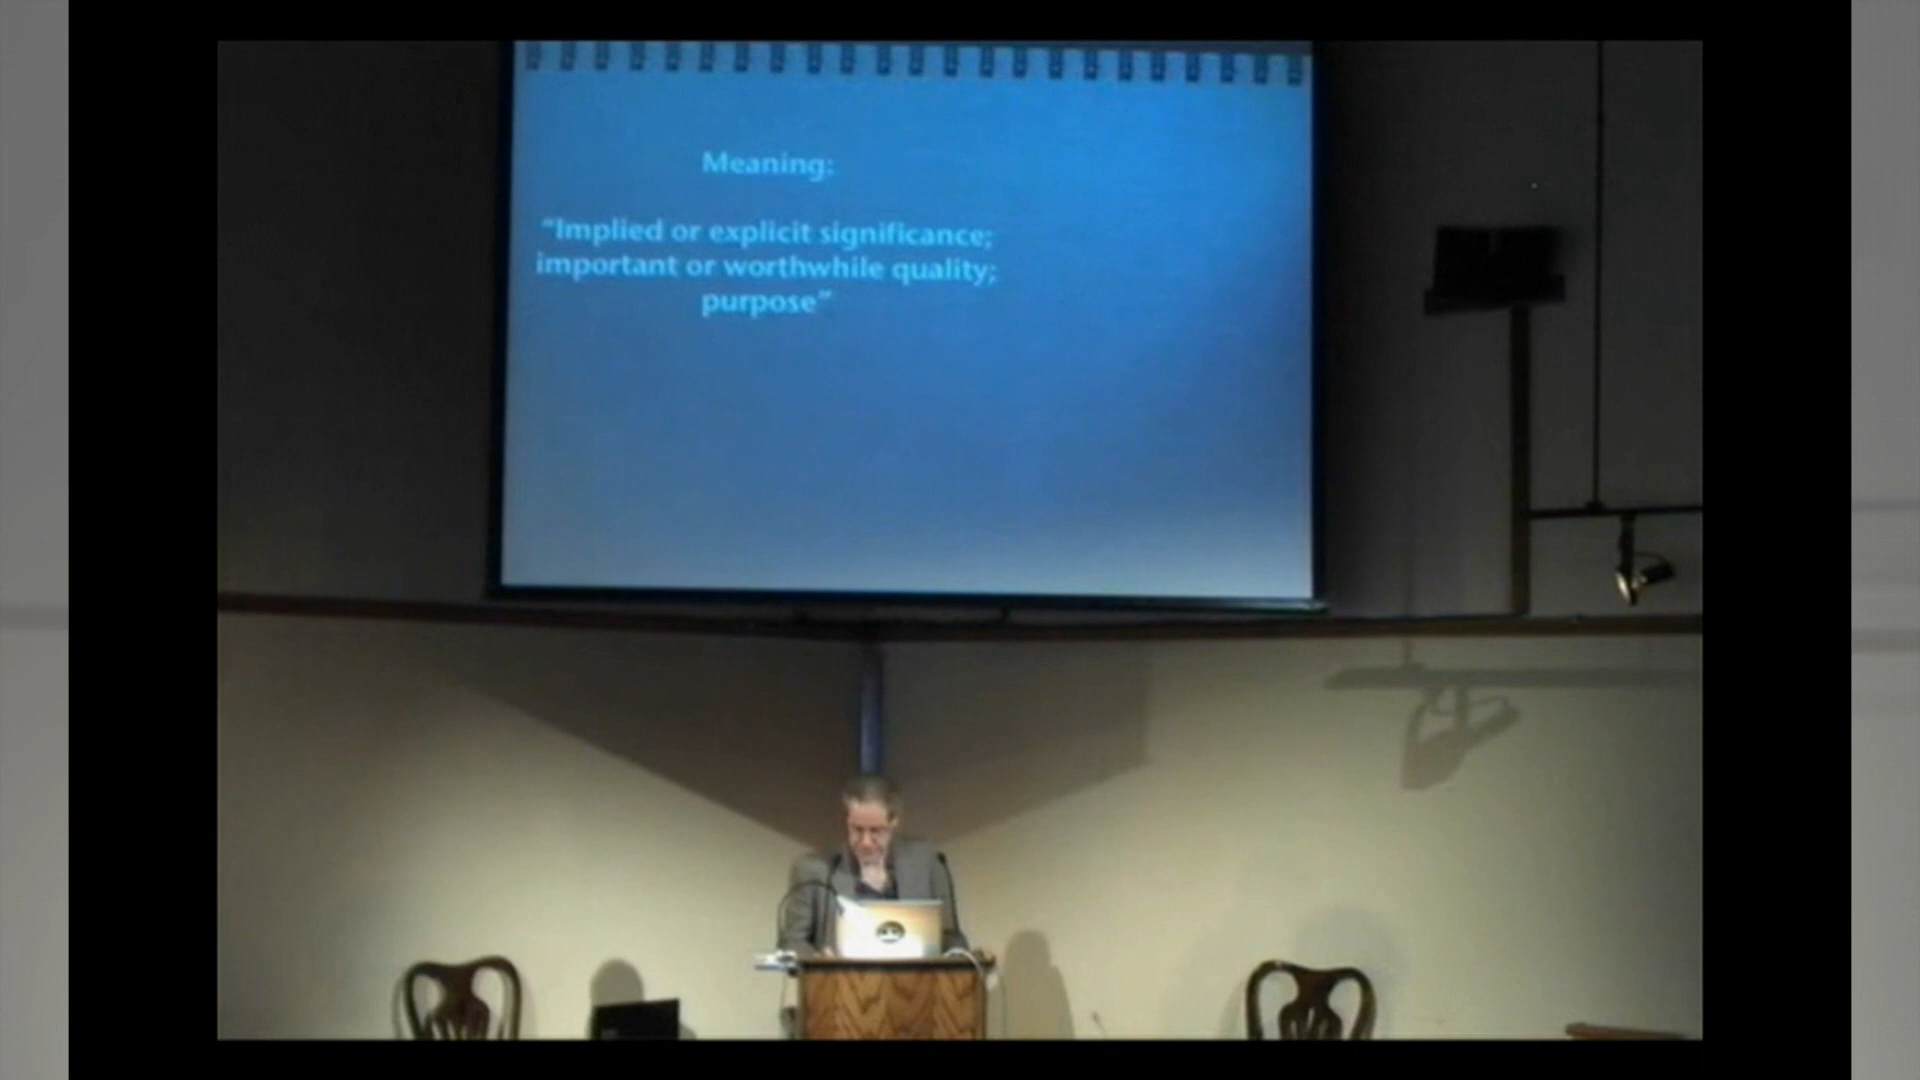 Meaning:
“Implied or explicit significance;
important or worthwhile quality;
purpose”